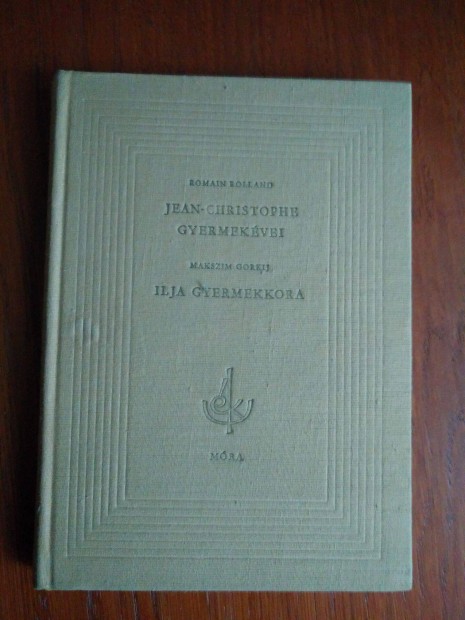 ROMAIN ROLLAND
JEAN-CHRISTOPHE
GYERMEKÉVEI
MAKSZIM GORKIJ
ILJA GYERMEKKORA
MÓRA